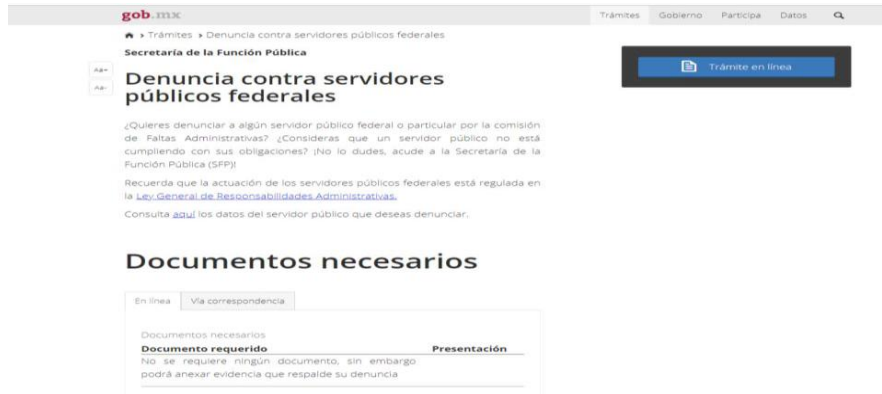 gob.mx
Trámites Gobierno Participa Datos
Trámites Denuncia contra servidores públicos federales
Secretaría de la Función Pública
Trámite en línea
Aa+
Aa-
Denuncia contra servidores
públicos federales
¿Quieres denunciar a algún servidor público federal o particular por la comisión
de Faltas Administrativas? ¿Consideras que un servidor público no está
cumpliendo con sus obligaciones? ¡No lo dudes, acude a la Secretaría de la
Función Pública (SFP)!
Recuerda que la actuación de los servidores públicos federales está regulada en
la Ley General de Responsabilidades Administrativas.
Consulta aquí los datos del servidor público que deseas denunciar.
Documentos necesarios
En línea Vía correspondencia
Documentos necesarios
Documento requerido Presentación
No se requiere ningún documento, sin embargo
podrá anexar evidencia que respalde su denuncia